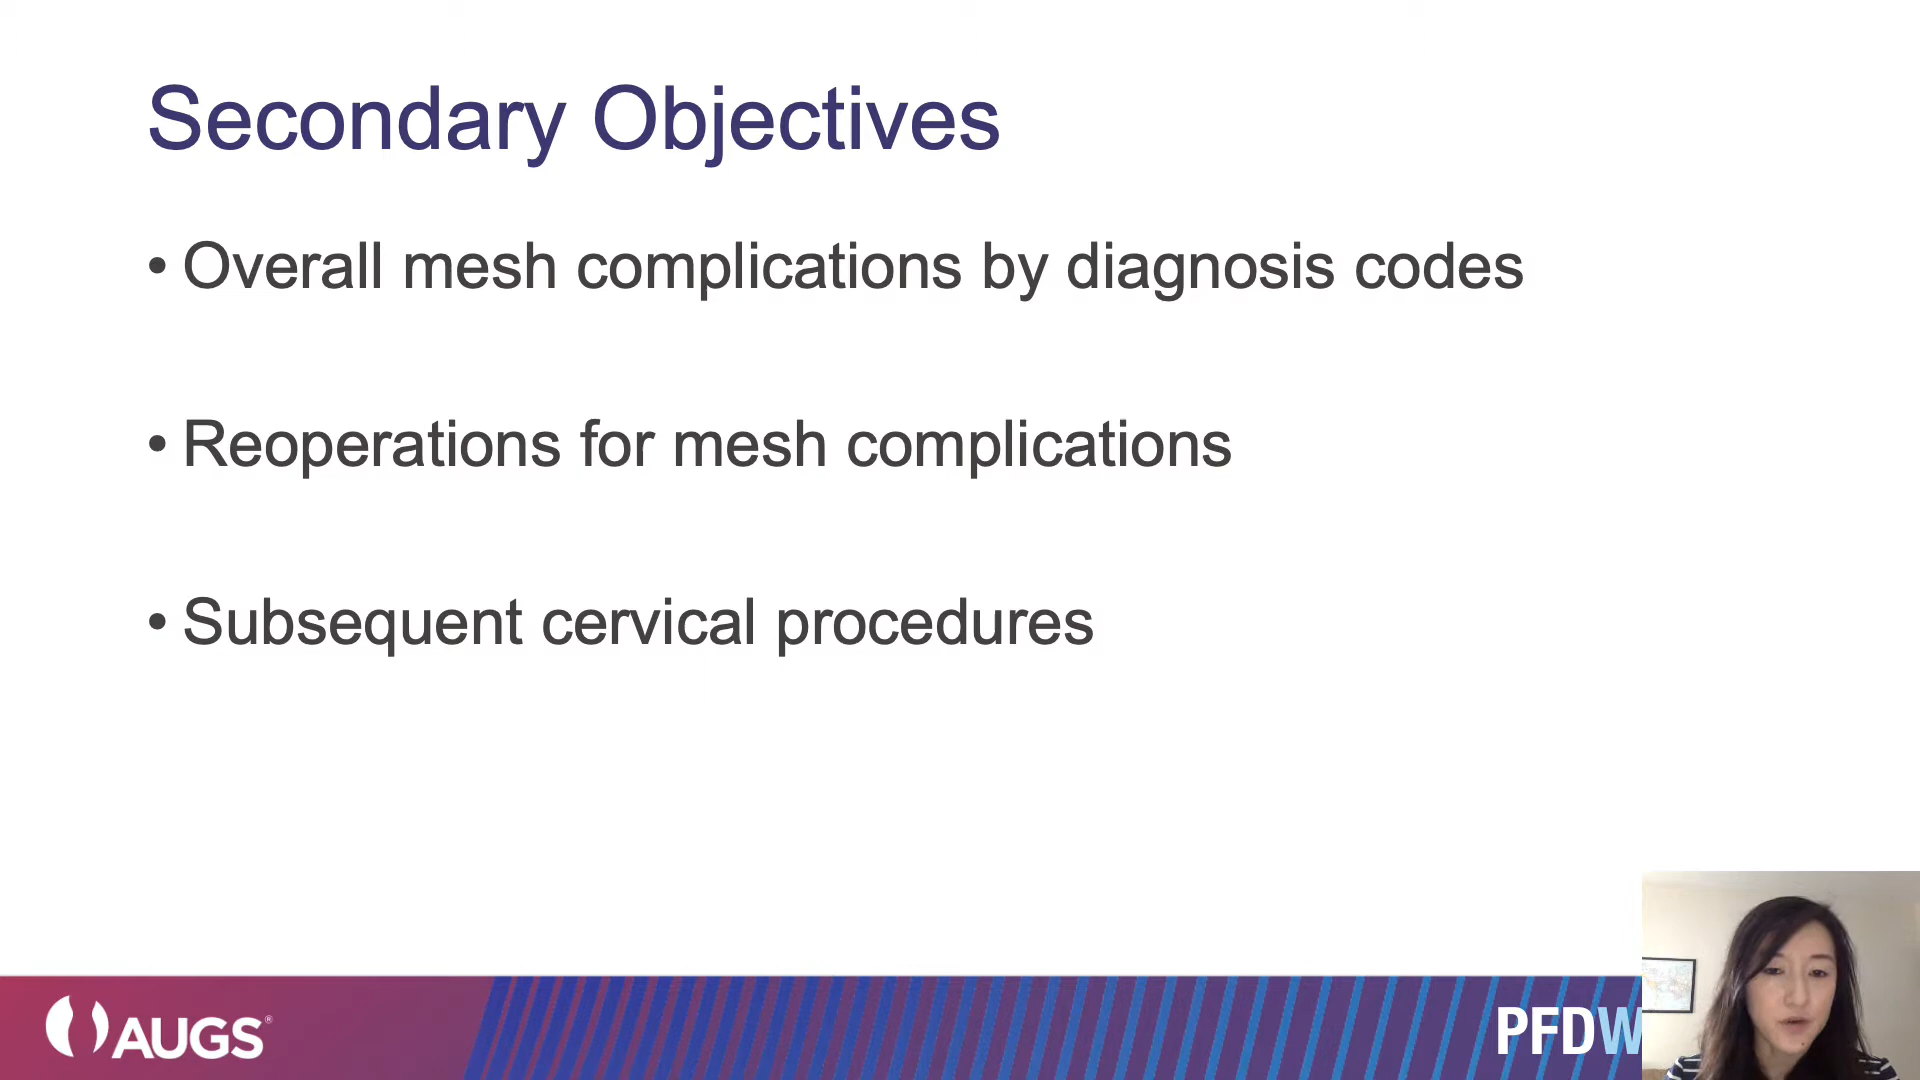 Secondary Objectives
• Overall mesh complications by diagnosis codes
• Reoperations for mesh complications
• Subsequent cervical procedures
AUGS®
PFDW